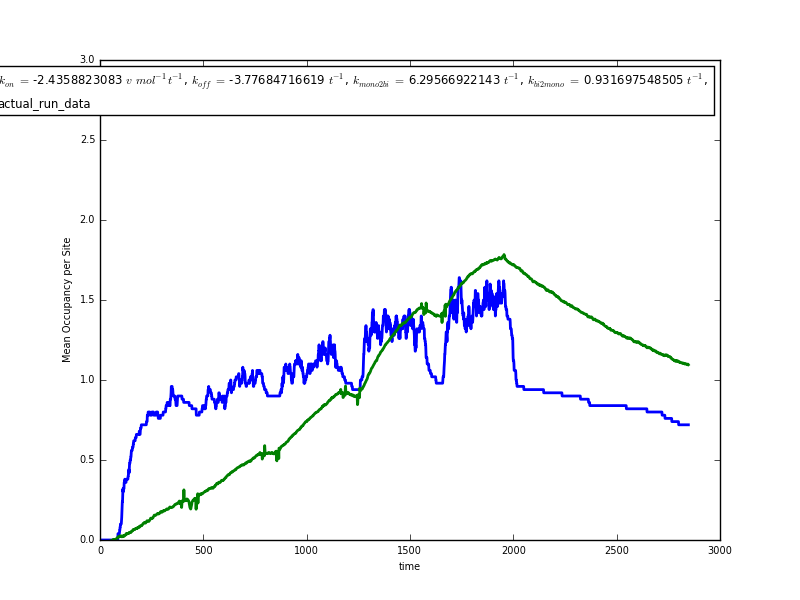 3.0
k_on = -2.4358823083 v mol^−1 t^−1, k_off = -3.77684716619 t^−1, k_mono2bi = 6.29566922143 t^−1, k_bi2mono = 0.931697548505 t^−1,
actual_run_data
2.5
2.0
1.5
1.0
0.5
0.0
Mean Occupancy per Site
0 500 1000 1500 2000 2500 3000
time